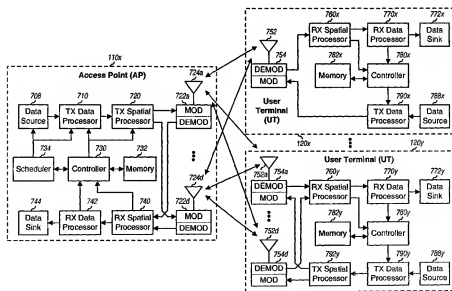 110x
Access Point (AP)
708
Data
Source
710
TX Data
Processor
720
TX Spatial
Processor
724a
722a
MOD
DEMOD
734
Scheduler
730
Controller
732
Memory
744
Data
Sink
742
RX Data
Processor
740
RX Spatial
Processor
724d
722d
MOD
DEMOD
752
754
DEMOD
MOD
760x
RX Spatial
Processor
770x
RX Data
Processor
772x
Data
Sink
782x
Memory
780x
Controller
User
Terminal
(UT)
790x
TX Data
Processor
788x
Data
Source
120x
120y
User Terminal (UT)
752a
754a
DEMOD
MOD
760y
RX Spatial
Processor
770y
RX Data
Processor
772y
Data
Sink
782y
Memory
780y
Controller
752d
754d
DEMOD
MOD
792y
TX Spatial
Processor
790y
TX Data
Processor
788y
Data
Source